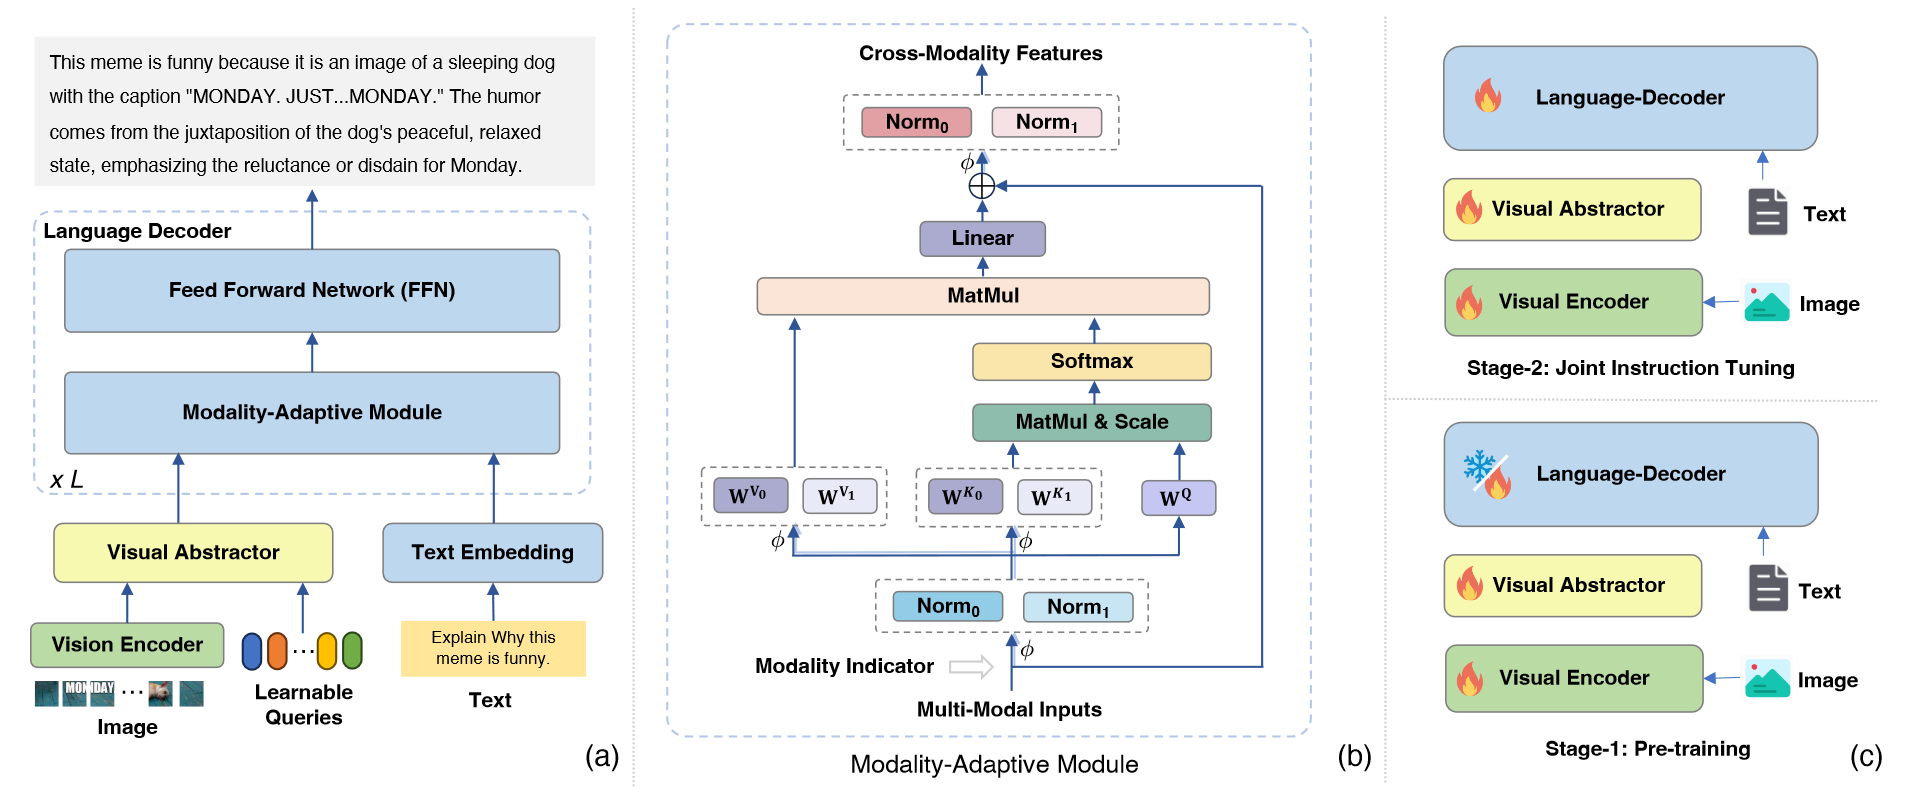 This meme is funny because it is an image of a sleeping dog
with the caption "MONDAY. JUST...MONDAY." The humor
comes from the juxtaposition of the dog's peaceful, relaxed
state, emphasizing the reluctance or disdain for Monday.
Language Decoder
Feed Forward Network (FFN)
Modality-Adaptive Module
x L
Visual Abstractor
Text Embedding
Vision Encoder
...
Explain Why this
meme is funny.
MONDAY
...
Learnable
Queries
Text
Image
(a)
Cross-Modality Features
Norm0 Norm1
ϕ
Linear
MatMul
Softmax
MatMul & Scale
W^V0 W^V1 W^K0 W^K1 W^Q
ϕ ϕ
Norm0 Norm1
ϕ
Modality Indicator
Multi-Modal Inputs
Modality-Adaptive Module
(b)
Language-Decoder
Visual Abstractor
Text
Visual Encoder
Image
Stage-2: Joint Instruction Tuning
Language-Decoder
Visual Abstractor
Text
Visual Encoder
Image
Stage-1: Pre-training
(c)